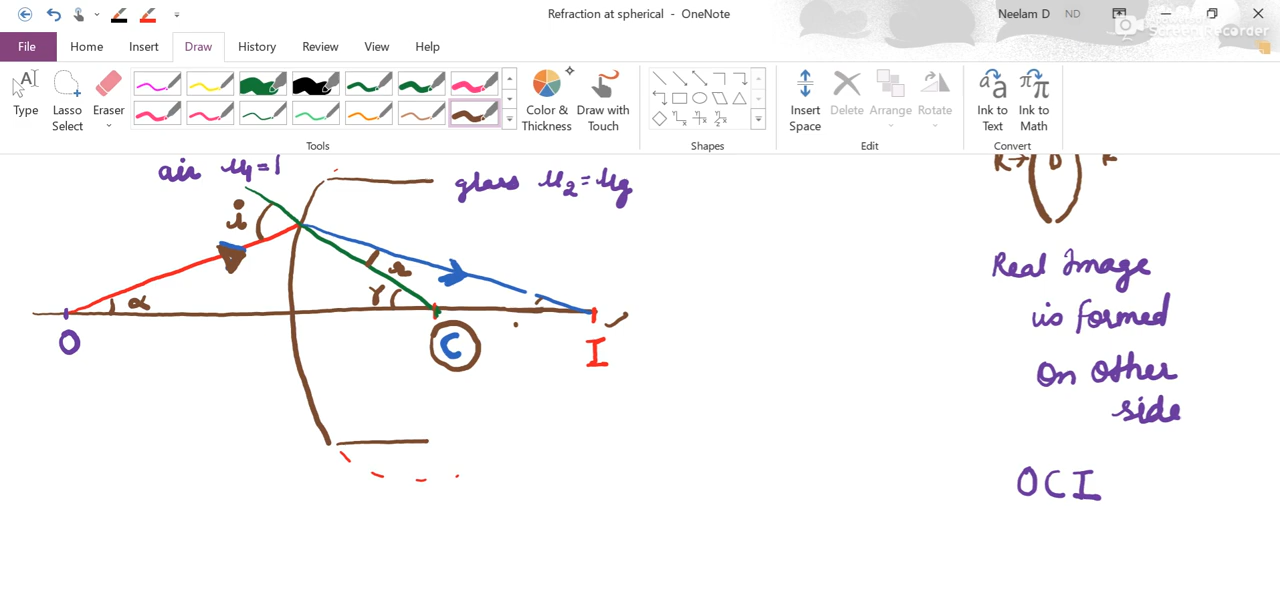 Refraction at spherical - OneNote
Neelam D ND
Screen Recorder
File Home Insert Draw History Review View Help
Type
Lasso Select
Eraser
Color & Thickness
Draw with Touch
Insert Space
Delete
Arrange
Rotate
Ink to Text
Ink to Math
Tools
Shapes
Edit
Convert
air μ1=1
glass μ2=μg
i
r
α
γ
O
C
I
Real Image
is formed
On other
side
OCI